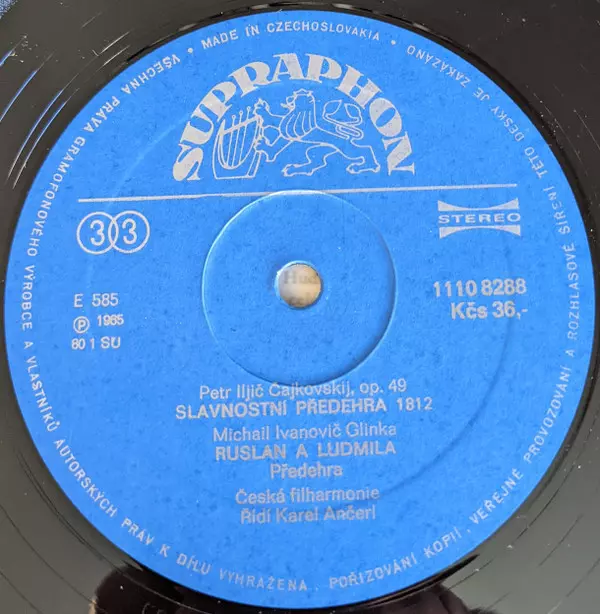 VŠECHNA PRÁVA GRAMOFONOVÉHO VÝROBCE A VLASTNÍKŮ AUTORSKÝCH PRÁV K DÍLU VYHRAŽENA. POŘIZOVÁNÍ KOPIÍ, VEŘEJNÉ PROVOZOVÁNÍ A ROZHLASOVÉ ŠÍŘENÍ TÉTO DESKY JE ZAKÁZÁNO • MADE IN CZECHOSLOVAKIA •
SUPRAPHON
33
STEREO
E 585
Ⓟ 1965
80 1 SU
1110 8288
Kčs 36,-
Petr Iljič Čajkovskij, op. 49
SLAVNOSTNÍ PŘEDEHRA 1812
Michail Ivanovič Glinka
RUSLAN A LUDMILA
Předehra
Česká filharmonie
Řídí Karel Ančerl